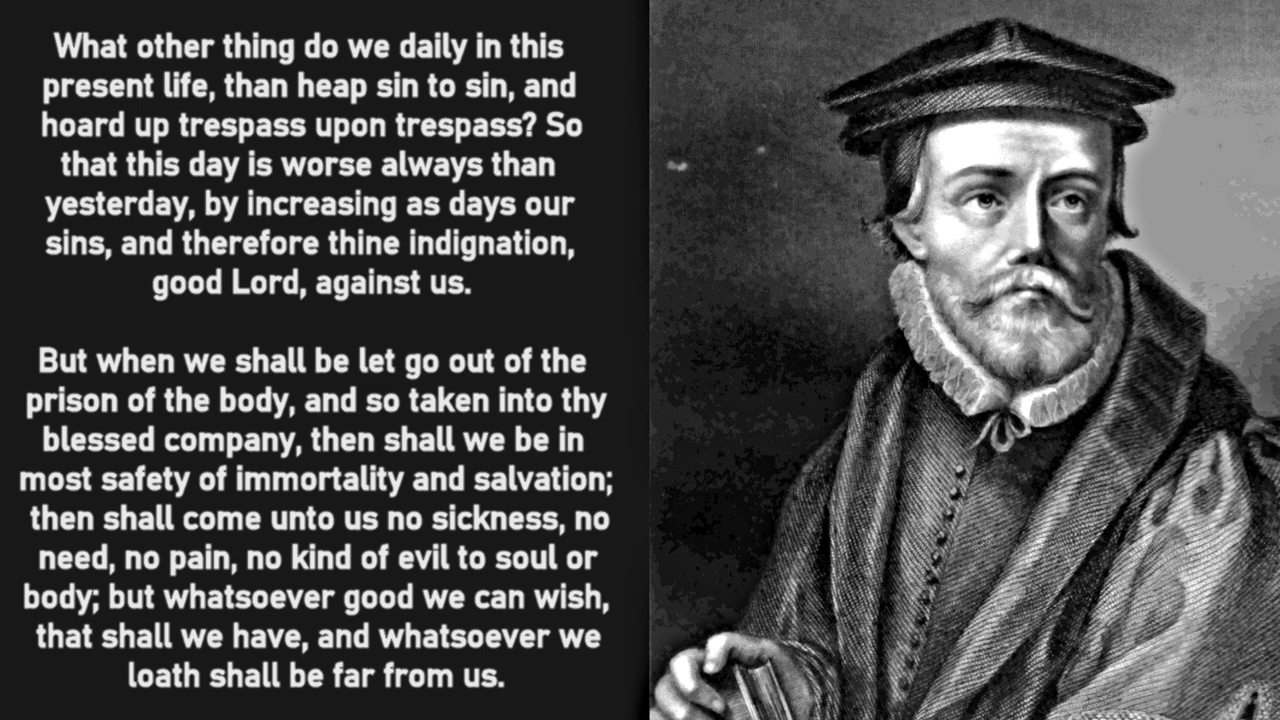 What other thing do we daily in this
present life, than heap sin to sin, and
hoard up trespass upon trespass? So
that this day is worse always than
yesterday, by increasing as days our
sins, and therefore thine indignation,
good Lord, against us.
But when we shall be let go out of the
prison of the body, and so taken into thy
blessed company, then shall we be in
most safety of immortality and salvation;
then shall come unto us no sickness, no
need, no pain, no kind of evil to soul or
body; but whatsoever good we can wish,
that shall we have, and whatsoever we
loath shall be far from us.